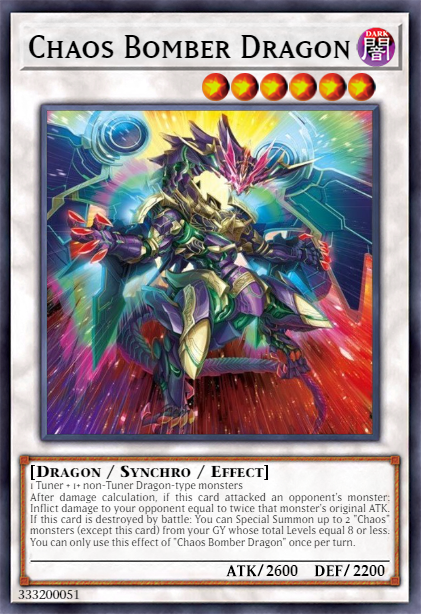 Chaos Bomber Dragon
DARK
闇
[Dragon / Synchro / Effect]
1 Tuner + 1+ non-Tuner Dragon-type monsters
After damage calculation, if this card attacked an opponent's monster:
Inflict damage to your opponent equal to twice that monster's original ATK.
If this card is destroyed by battle: You can Special Summon up to 2 "Chaos"
monsters (except this card) from your GY whose total Levels equal 8 or less.
You can only use this effect of "Chaos Bomber Dragon" once per turn.
ATK/2600 DEF/2200
333200051